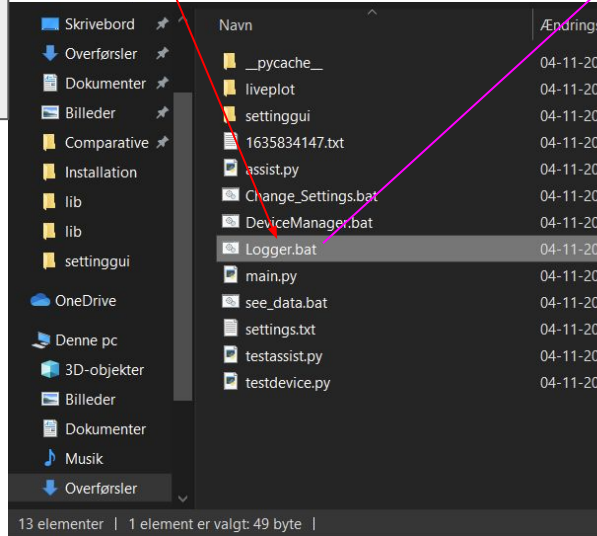 Skrivebord
Overførsler
Dokumenter
Billeder
Comparative
Installation
lib
lib
settinggui
OneDrive
Denne pc
3D-objekter
Billeder
Dokumenter
Musik
Overførsler
Navn
Ændrings
__pycache__
04-11-20
liveplot
04-11-20
settinggui
04-11-20
1635834147.txt
04-11-20
assist.py
04-11-20
Change_Settings.bat
04-11-20
DeviceManager.bat
04-11-20
Logger.bat
04-11-20
main.py
04-11-20
see_data.bat
04-11-20
settings.txt
04-11-20
testassist.py
04-11-20
testdevice.py
04-11-20
13 elementer | 1 element er valgt: 49 byte |